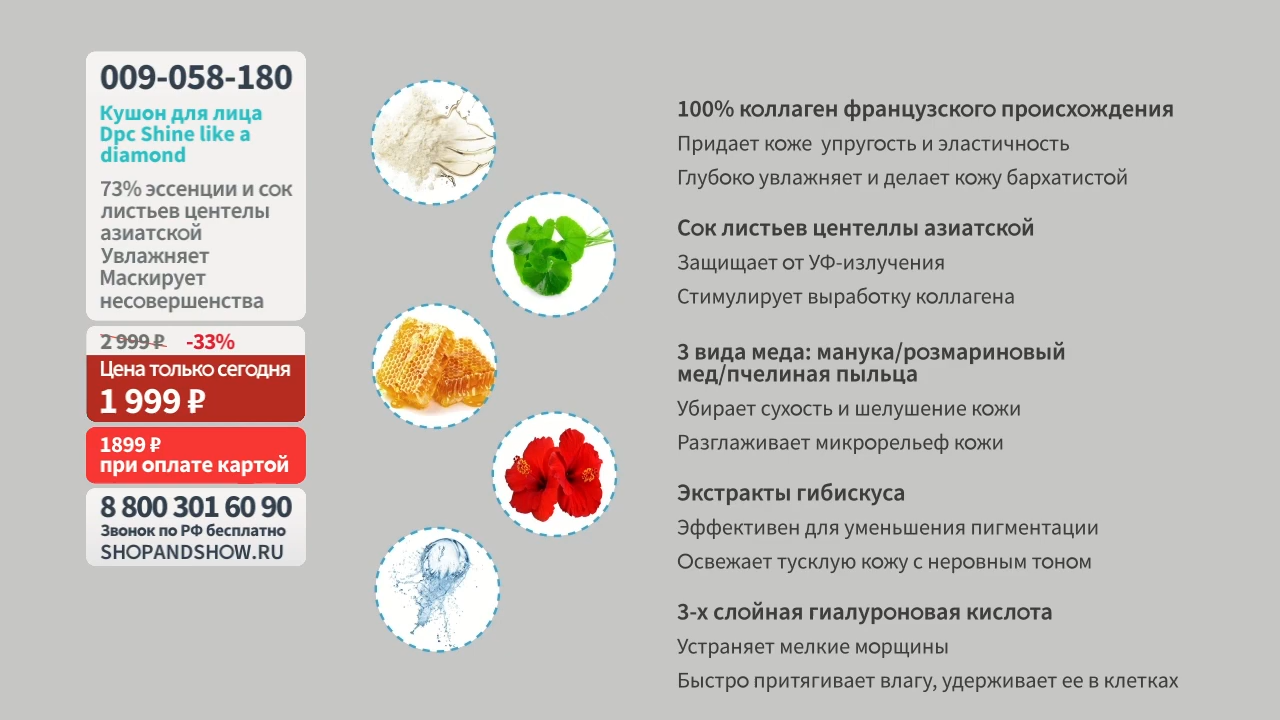 009-058-180
Кушон для лица
Dpc Shine like a
diamond
73% эссенции и сок
листьев центелы
азиатской
Увлажняет
Маскирует
несовершенства
2 999 ₽ -33%
Цена только сегодня
1 999 ₽
1899 ₽
при оплате картой
8 800 301 60 90
Звонок по РФ бесплатно
SHOPANDSHOW.RU
100% коллаген французского происхождения
Придает коже упругость и эластичность
Глубоко увлажняет и делает кожу бархатистой
Сок листьев центеллы азиатской
Защищает от УФ-излучения
Стимулирует выработку коллагена
3 вида меда: манука/розмариновый
мед/пчелиная пыльца
Убирает сухость и шелушение кожи
Разглаживает микрорельеф кожи
Экстракты гибискуса
Эффективен для уменьшения пигментации
Освежает тусклую кожу с неровным тоном
3-х слойная гиалуроновая кислота
Устраняет мелкие морщины
Быстро притягивает влагу, удерживает ее в клетках